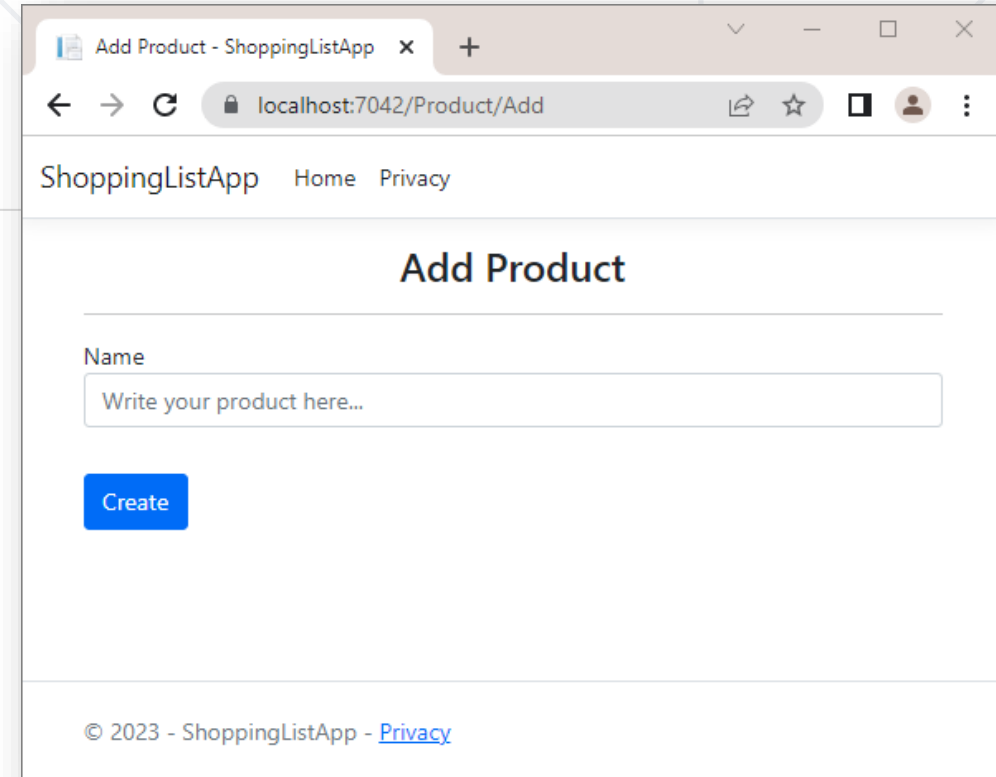 Add Product - ShoppingListApp
localhost:7042/Product/Add
ShoppingListApp Home Privacy
Add Product
Name
Write your product here...
Create
© 2023 - ShoppingListApp - Privacy